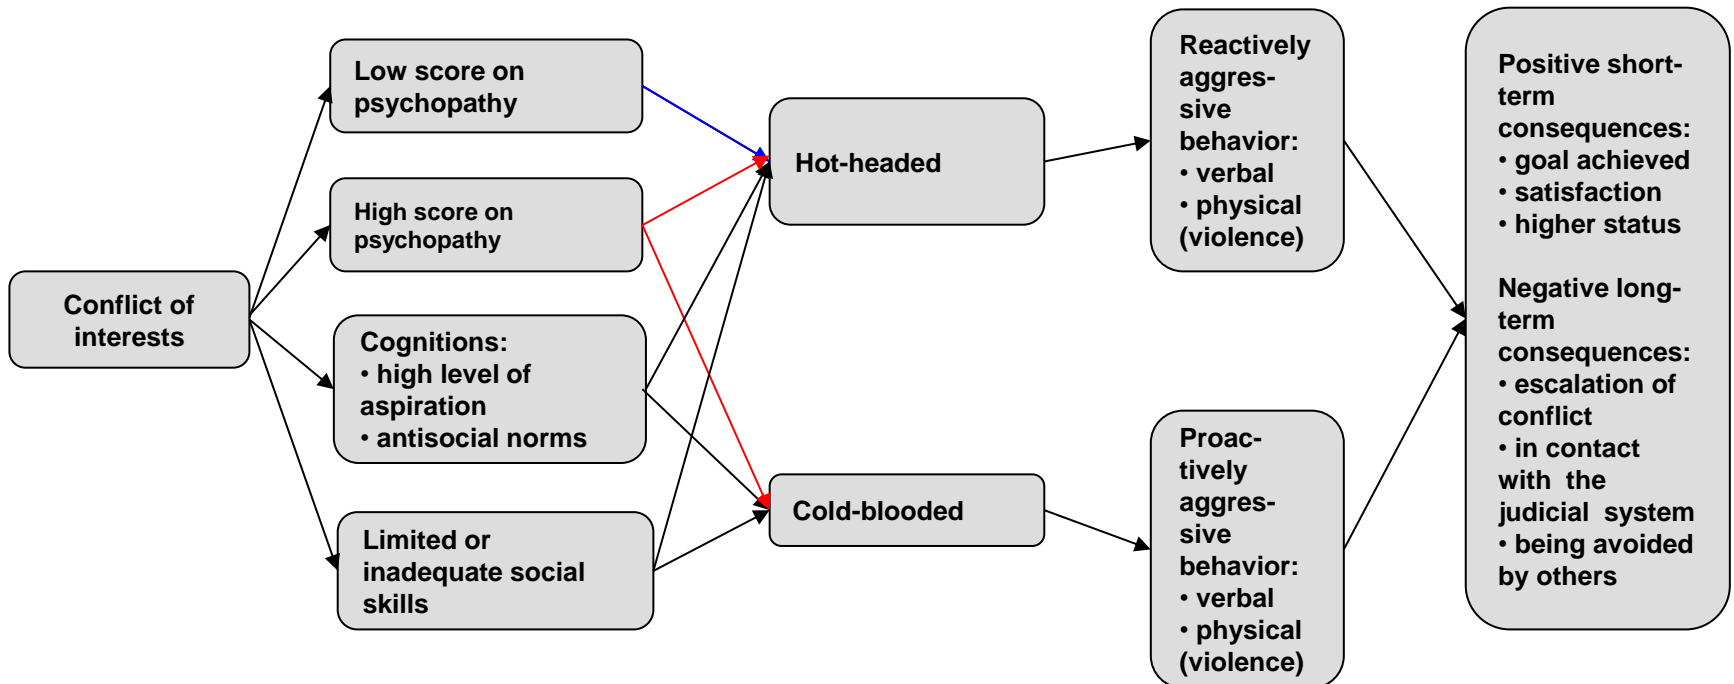 Conflict of
interests
Low score on
psychopathy
High score on
psychopathy
Cognitions:
• high level of
aspiration
• antisocial norms
Limited or
inadequate social
skills
Hot-headed
Cold-blooded
Reactively
aggres-
sive
behavior:
• verbal
• physical
(violence)
Proac-
tively
aggres-
sive
behavior:
• verbal
• physical
(violence)
Positive short-
term
consequences:
• goal achieved
• satisfaction
• higher status
Negative long-
term
consequences:
• escalation of
conflict
• in contact
with the
judicial system
• being avoided
by others